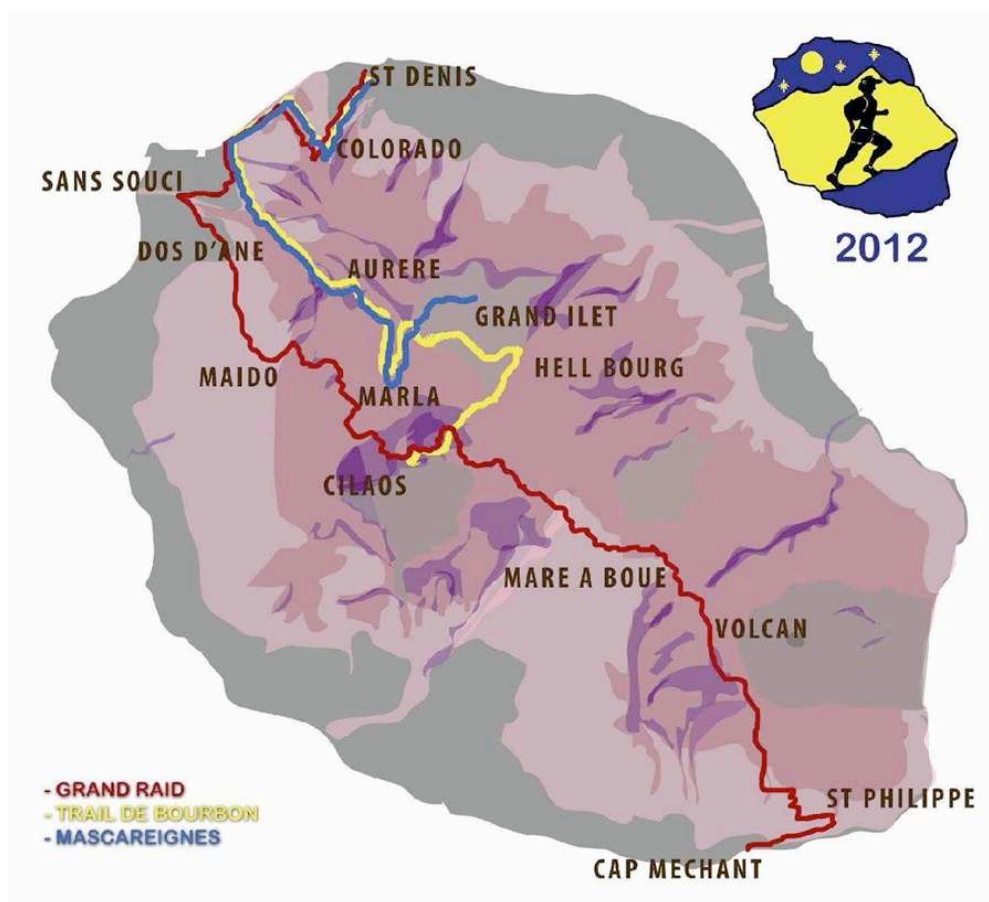 ST DENIS
COLORADO
SANS SOUCI
DOS D'ANE
2012
AURERE
GRAND ILET
HELL BOURG
MAIDO
MARLA
CILAOS
MARE A BOUE
VOLCAN
- GRAND RAID
- TRAIL DE BOURBON
- MASCAREIGNES
ST PHILIPPE
CAP MECHANT